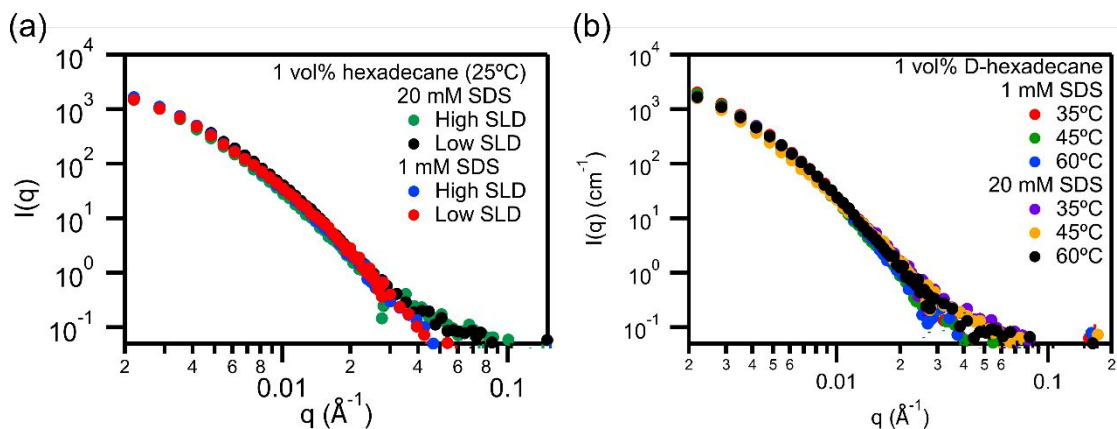 (a)
10⁴
10³
10²
10¹
10⁰
10⁻¹
I(q)
1 vol% hexadecane (25ºC)
20 mM SDS
High SLD
Low SLD
1 mM SDS
High SLD
Low SLD
2 4 6 8 2 4 6 8
0.01 0.1
q (Å⁻¹)
(b)
10⁴
10³
10²
10¹
10⁰
10⁻¹
I(q) (cm⁻¹)
1 vol% D-hexadecane
1 mM SDS
35ºC
45ºC
60ºC
20 mM SDS
35ºC
45ºC
60ºC
2 3 4 5 6 2 3 4 5 6 2
0.01 0.1
q (Å⁻¹)